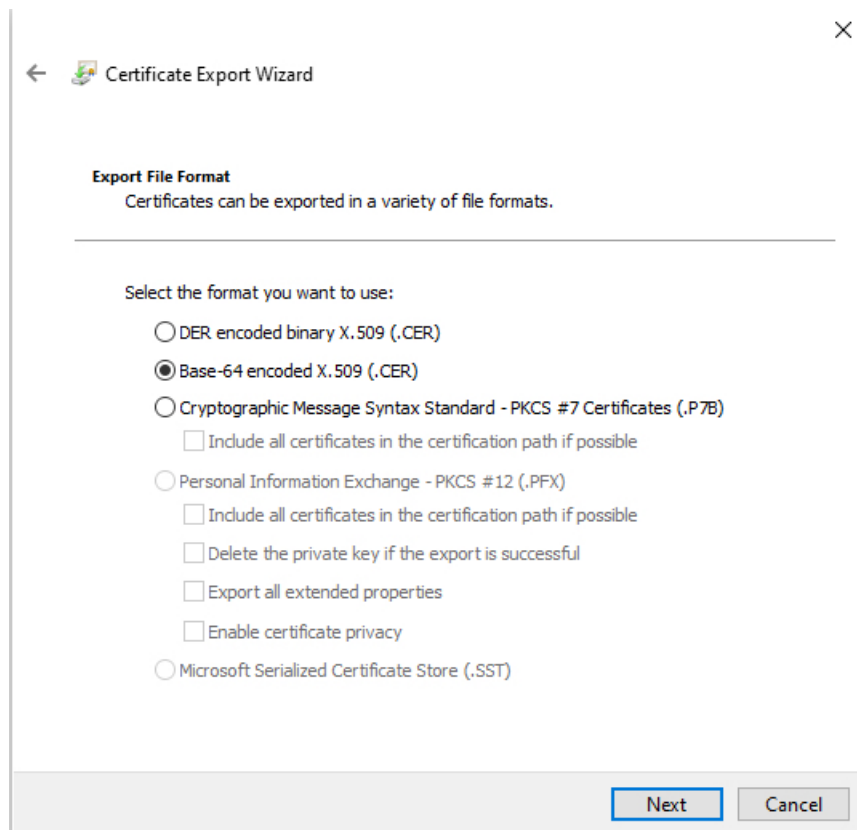 Certificate Export Wizard
Export File Format
Certificates can be exported in a variety of file formats.
Select the format you want to use:
DER encoded binary X.509 (.CER)
Base-64 encoded X.509 (.CER)
Cryptographic Message Syntax Standard - PKCS #7 Certificates (.P7B)
Include all certificates in the certification path if possible
Personal Information Exchange - PKCS #12 (.PFX)
Include all certificates in the certification path if possible
Delete the private key if the export is successful
Export all extended properties
Enable certificate privacy
Microsoft Serialized Certificate Store (.SST)
Next Cancel